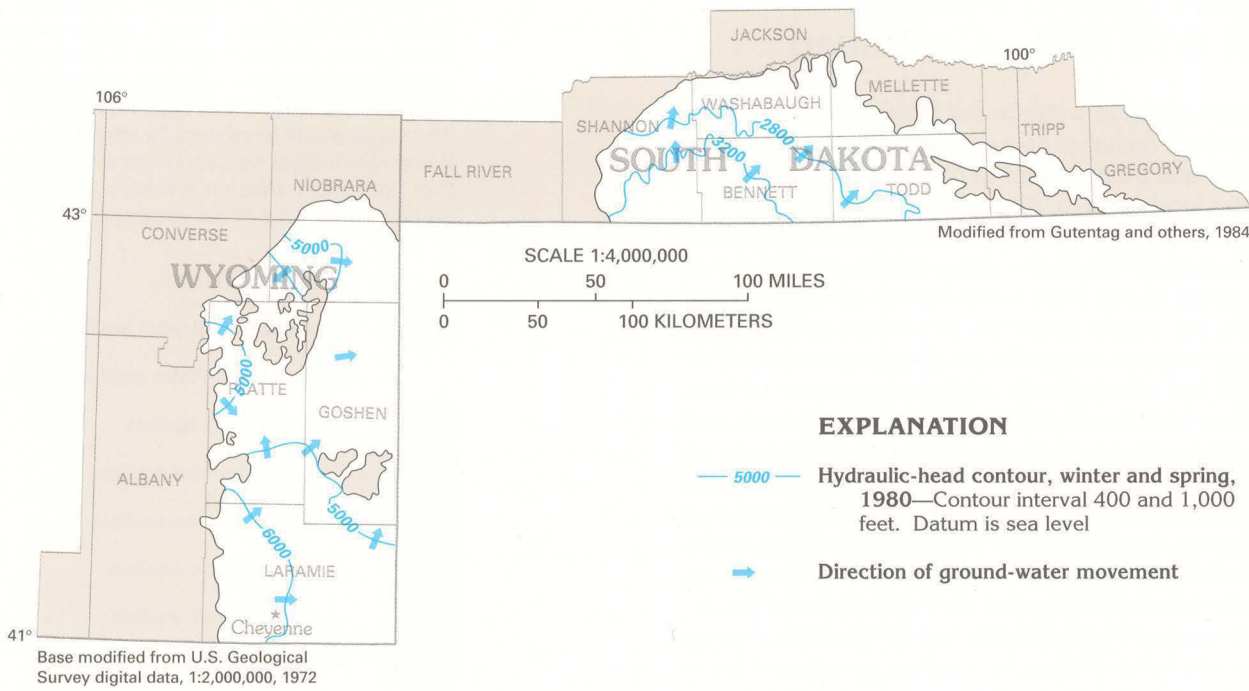 JACKSON
100°
MELLETTE
106°
WASHABAUGH
SHANNON
2800
TRIPP
3200
SOUTH DAKOTA
FALL RIVER
GREGORY
NIOBRARA
BENNETT
TODD
43°
CONVERSE
Modified from Gutentag and others, 1984
5000
SCALE 1:4,000,000
WYOMING
0 50 100 MILES
0 50 100 KILOMETERS
5000
PLATTE
GOSHEN
EXPLANATION
ALBANY
5000 Hydraulic-head contour, winter and spring,
1980—Contour interval 400 and 1,000
feet. Datum is sea level
5000
6000
LARAMIE
Direction of ground-water movement
Cheyenne
41°
Base modified from U.S. Geological
Survey digital data, 1:2,000,000, 1972